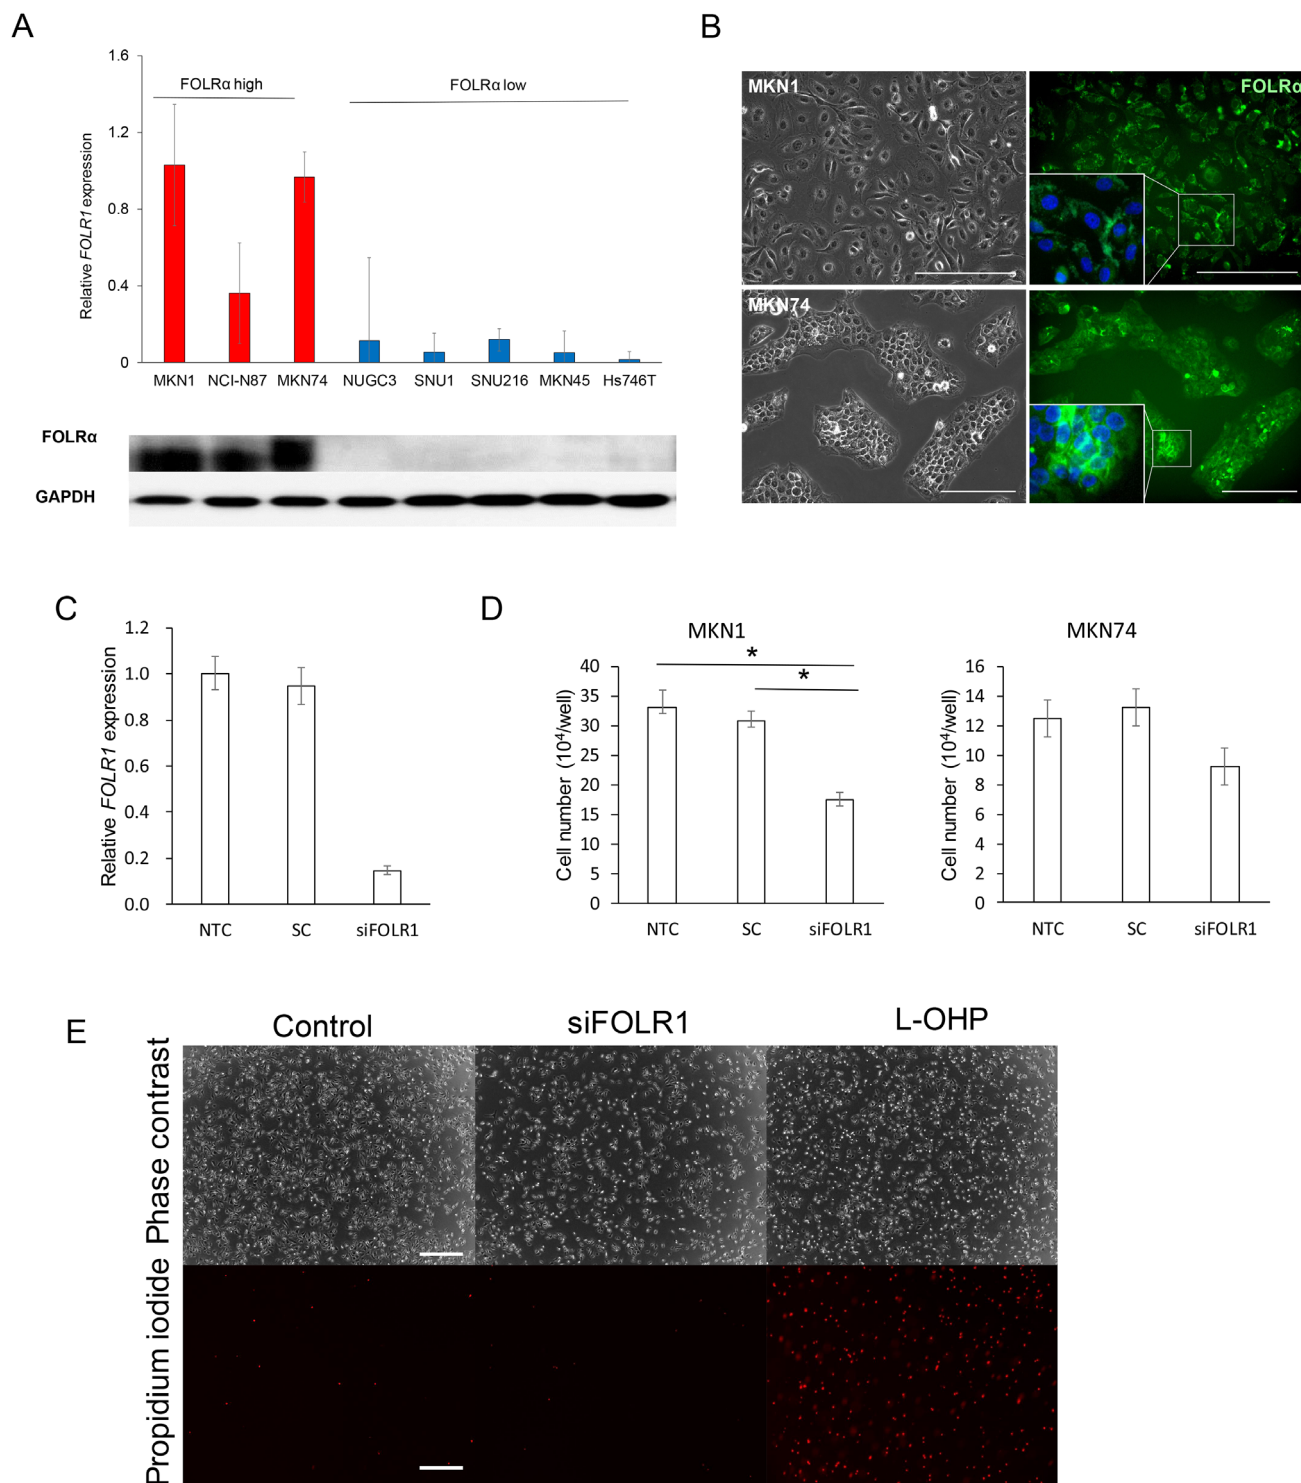 A
1.6
1.2
0.8
0.4
0
Relative FOLR1 expression
FOLRα high
FOLRα low
MKN1 NCI-N87 MKN74 NUGC3 SNU1 SNU216 MKN45 Hs746T
FOLRα
GAPDH
B
MKN1
FOLRα
MKN74
C
1.2
1.0
0.8
0.6
0.4
0.2
0.0
Relative FOLR1 expression
NTC SC siFOLR1
D
MKN1
*
*
40
35
30
25
20
15
10
5
0
Cell number (10⁴/well)
NTC SC siFOLR1
MKN74
16
14
12
10
8
6
4
2
0
Cell number (10⁴/well)
NTC SC siFOLR1
E
Control siFOLR1 L-OHP
Phase contrast
Propidium iodide